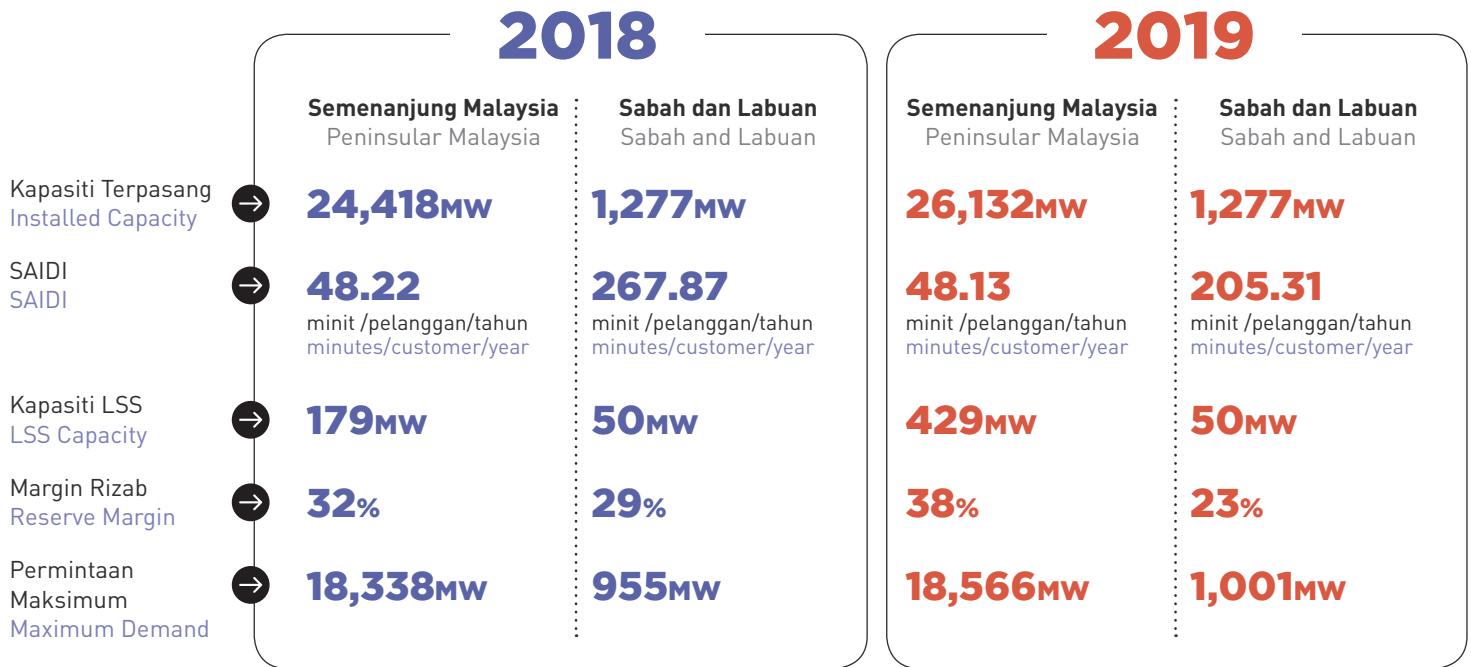 2018
2019
Semenanjung Malaysia
Peninsular Malaysia
Sabah dan Labuan
Sabah and Labuan
Semenanjung Malaysia
Peninsular Malaysia
Sabah dan Labuan
Sabah and Labuan
Kapasiti Terpasang
Installed Capacity
24,418MW
1,277MW
26,132MW
1,277MW
SAIDI
SAIDI
48.22
minit /pelanggan/tahun
minutes/customer/year
267.87
minit /pelanggan/tahun
minutes/customer/year
48.13
minit /pelanggan/tahun
minutes/customer/year
205.31
minit /pelanggan/tahun
minutes/customer/year
Kapasiti LSS
LSS Capacity
179MW
50MW
429MW
50MW
Margin Rizab
Reserve Margin
32%
29%
38%
23%
Permintaan
Maksimum
Maximum Demand
18,338MW
955MW
18,566MW
1,001MW